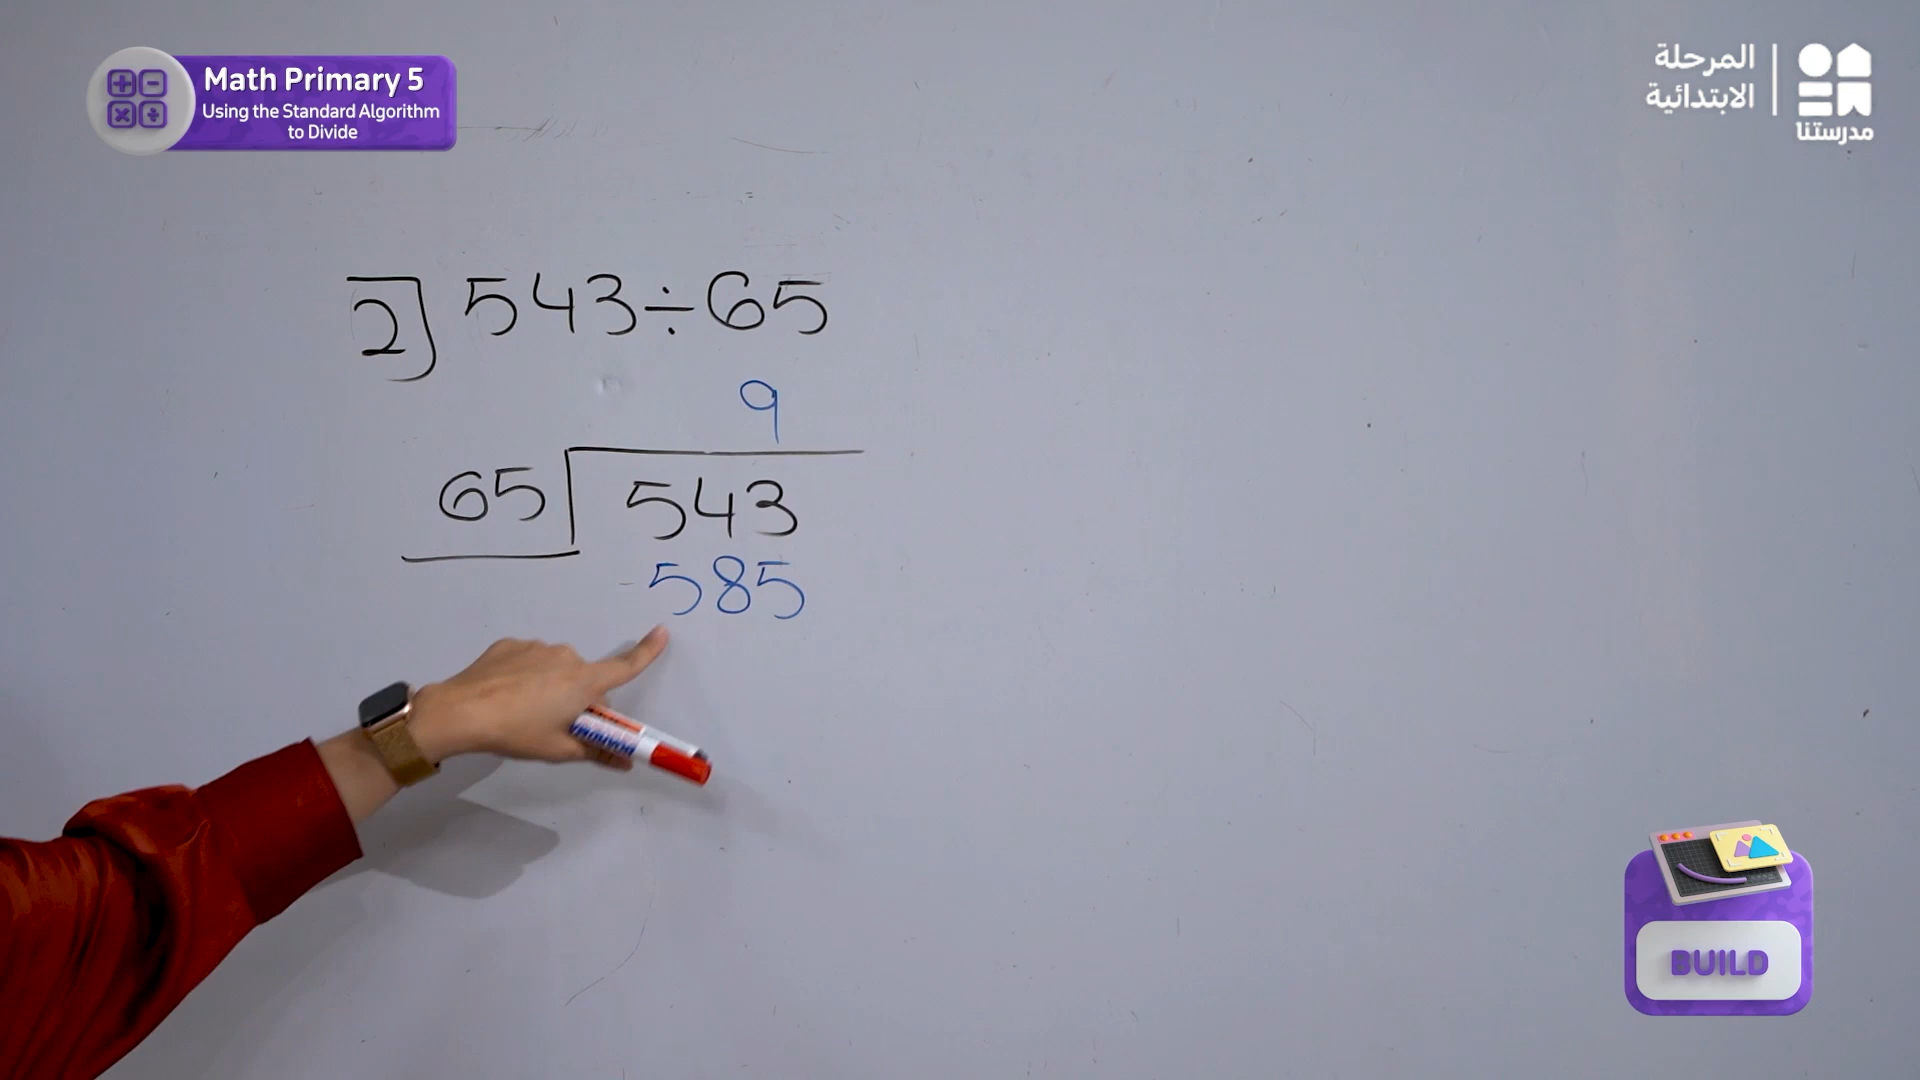 Math Primary 5
Using the Standard Algorithm
to Divide
المرحلة
الابتدائية
مدرستنا
2 543÷65
9
65 543
-585
BUILD